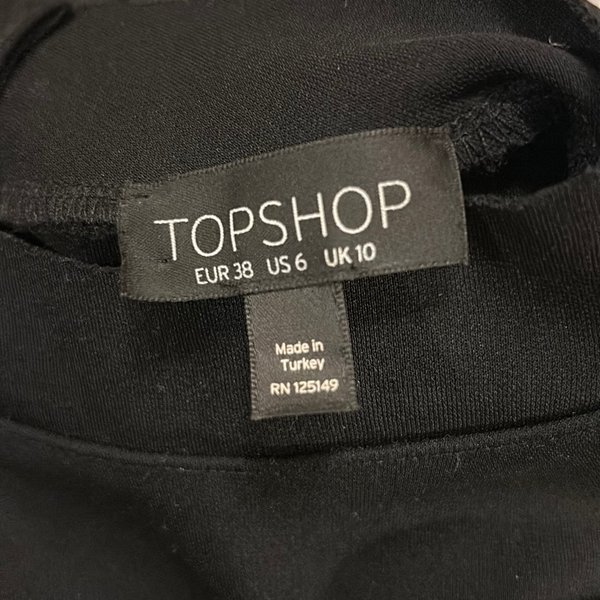 TOPSHOP
EUR 38 US 6 UK 10
Made in
Turkey
RN 125149